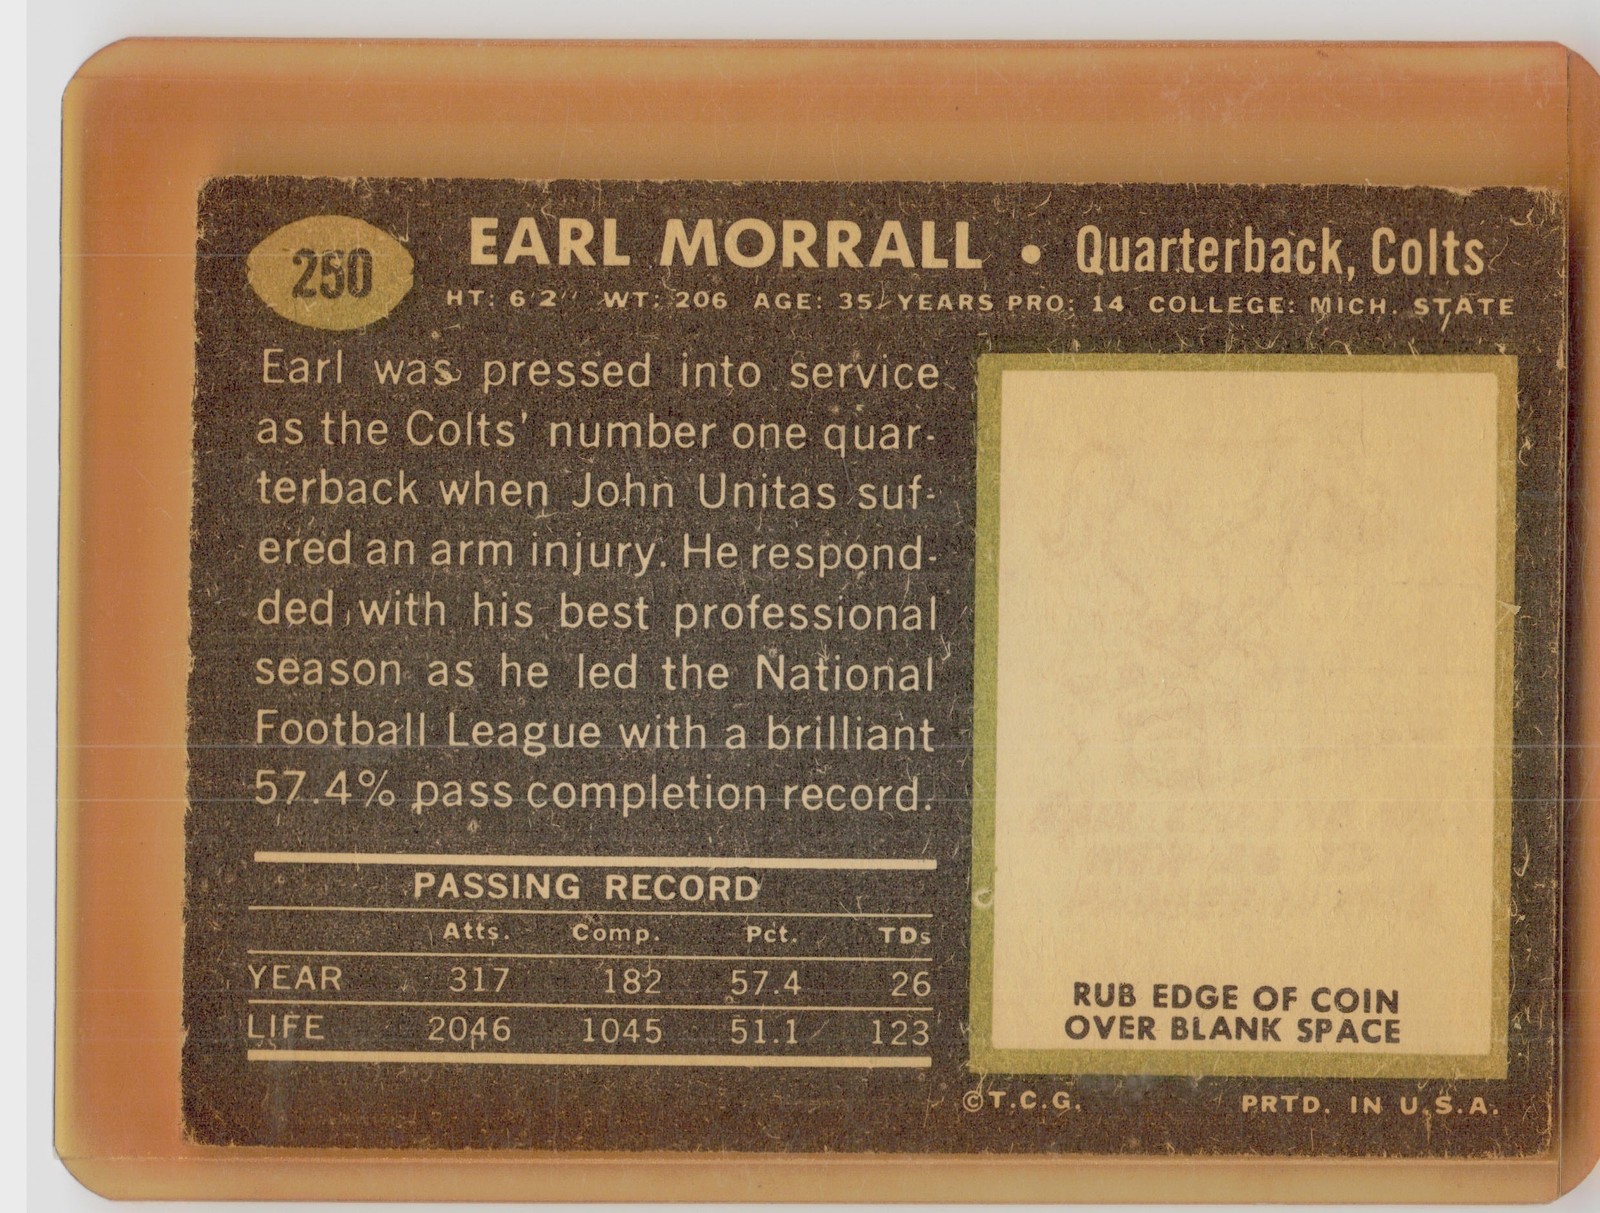 250
EARL MORRALL • Quarterback, Colts
HT: 6'2" WT: 206 AGE: 35 YEARS PRO: 14 COLLEGE: MICH. STATE
Earl was pressed into service
as the Colts' number one quar-
terback when John Unitas suf-
ered an arm injury. He respond-
ded with his best professional
season as he led the National
Football League with a brilliant
57.4% pass completion record.
PASSING RECORD
Atts. Comp. Pct. TDs
YEAR 317 182 57.4 26
LIFE 2046 1045 51.1 123
RUB EDGE OF COIN
OVER BLANK SPACE
©T.C.G. PRTD. IN U.S.A.